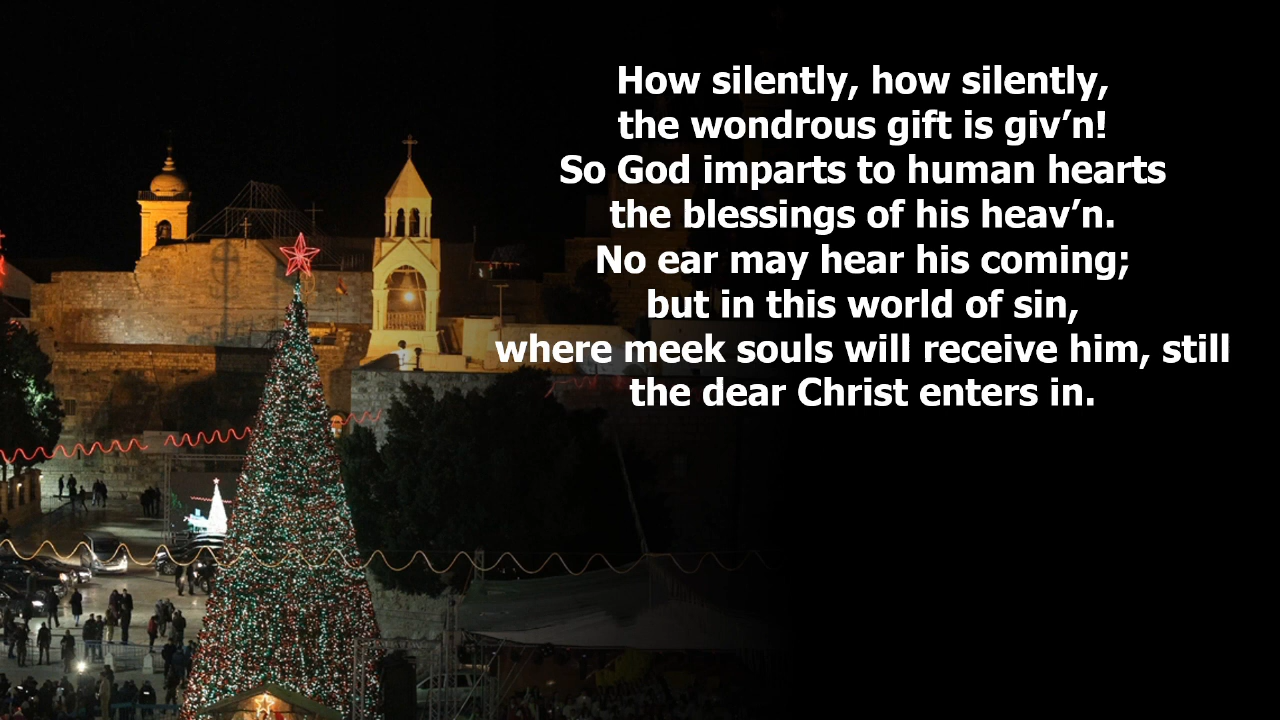 How silently, how silently,
the wondrous gift is giv’n!
So God imparts to human hearts
the blessings of his heav’n.
No ear may hear his coming;
but in this world of sin,
where meek souls will receive him, still
the dear Christ enters in.